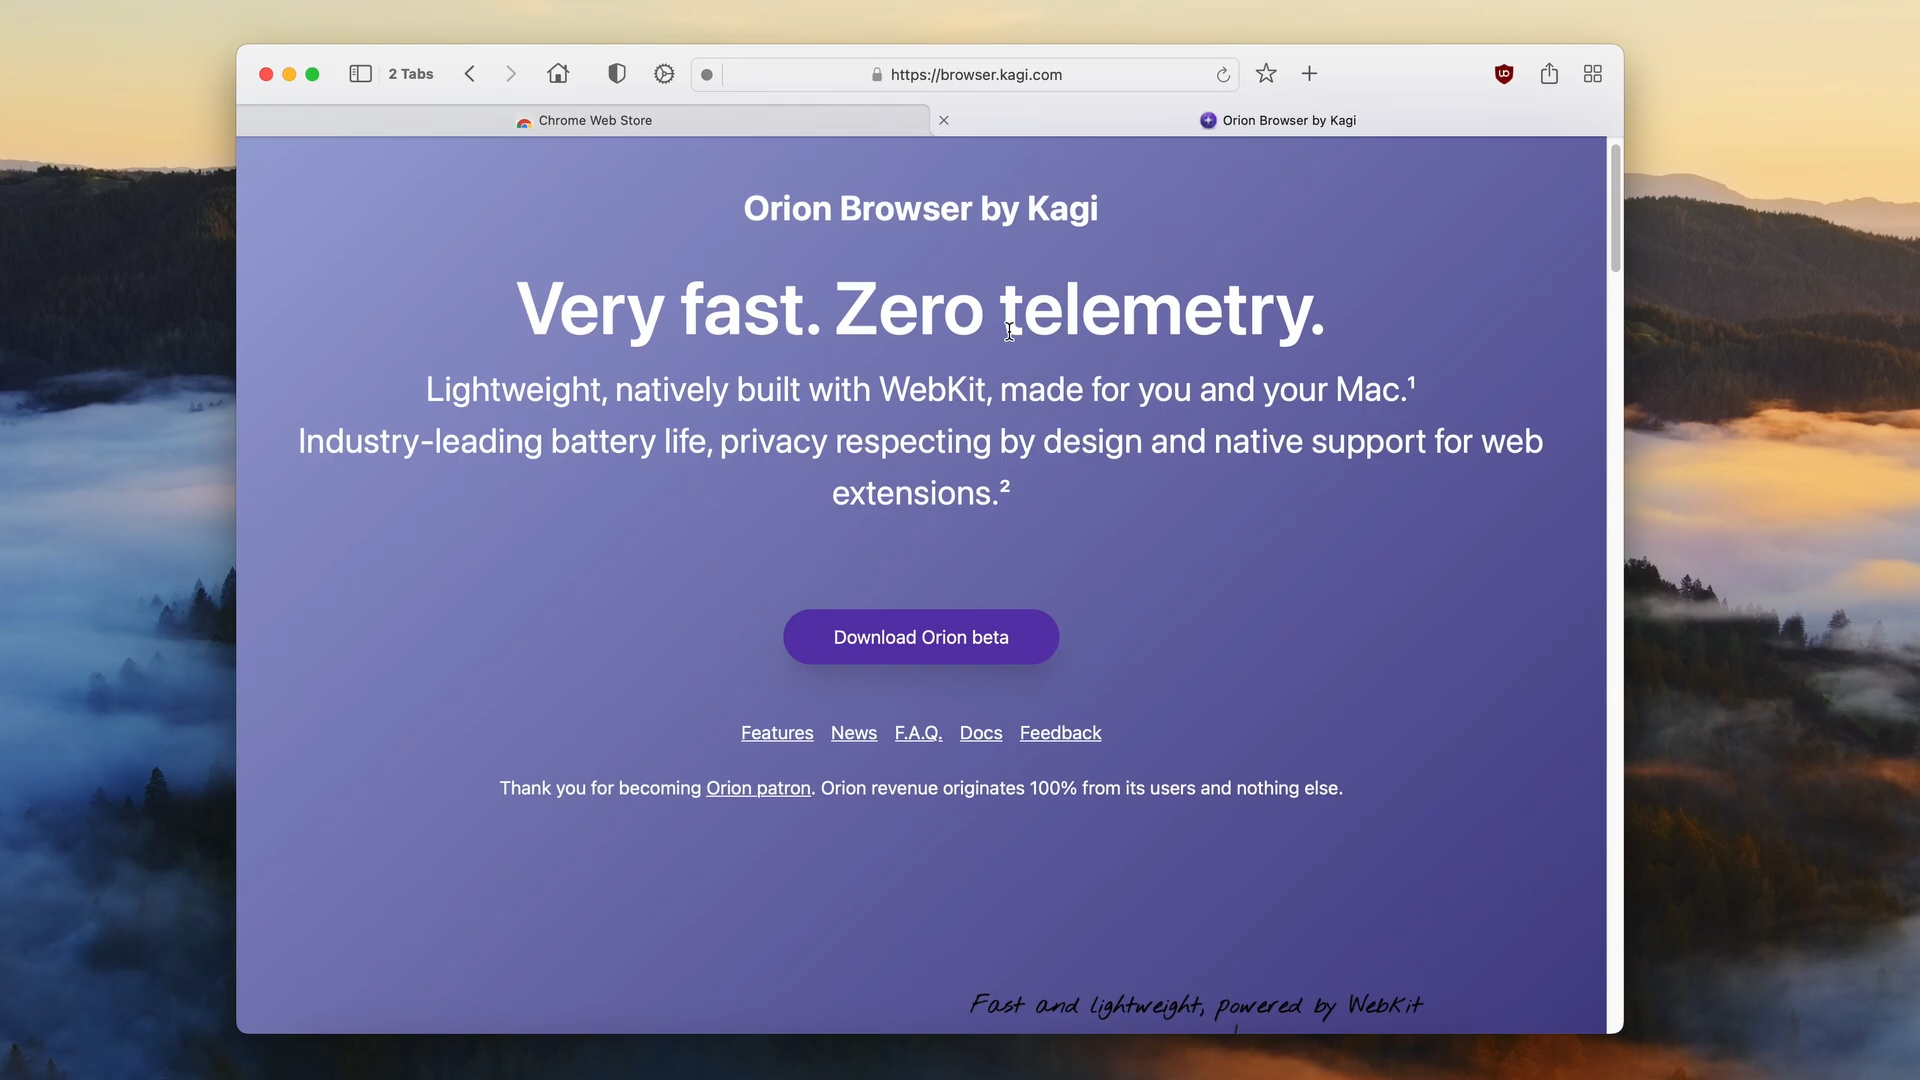 2 Tabs
https://browser.kagi.com
Chrome Web Store
Orion Browser by Kagi
Orion Browser by Kagi
Very fast. Zero telemetry.
Lightweight, natively built with WebKit, made for you and your Mac.¹
Industry-leading battery life, privacy respecting by design and native support for web
extensions.²
Download Orion beta
Features News F.A.Q. Docs Feedback
Thank you for becoming Orion patron. Orion revenue originates 100% from its users and nothing else.
Fast and lightweight, powered by WebKit